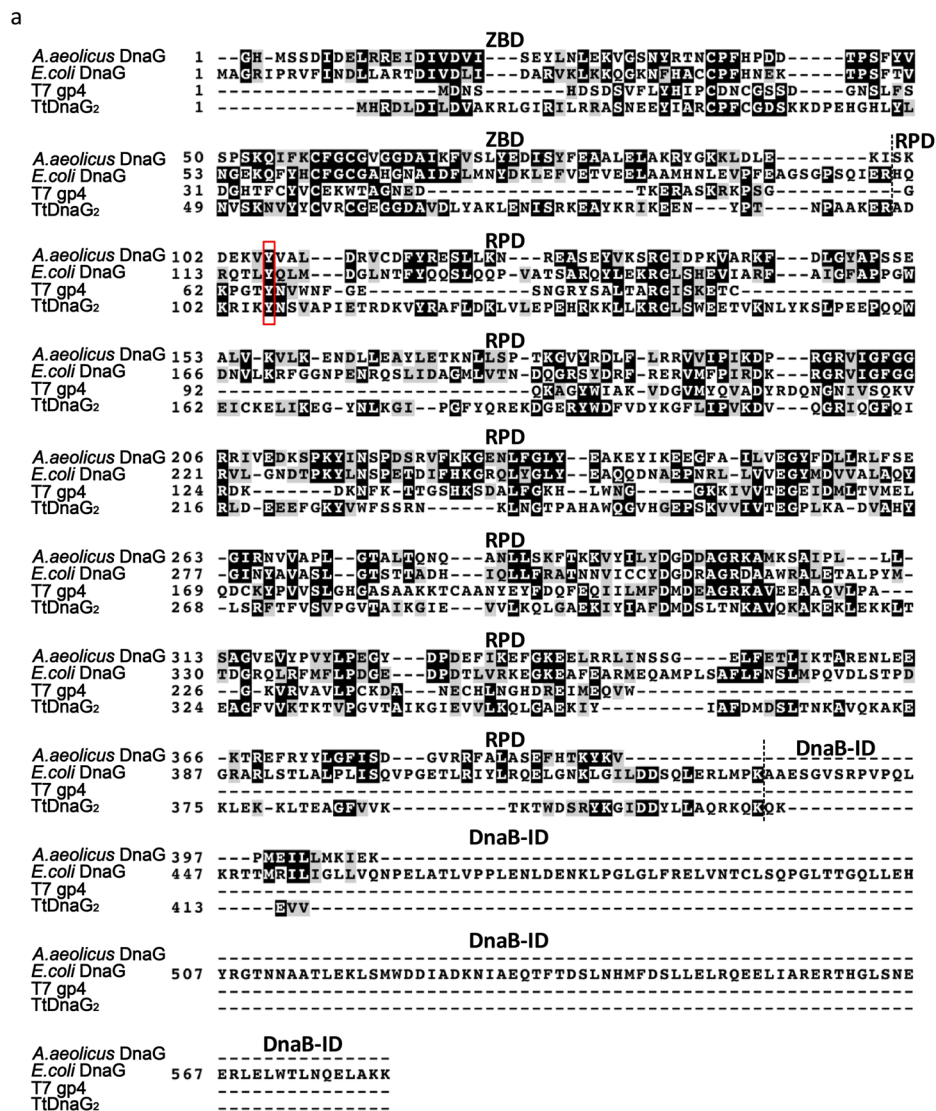 a
ZBD
A.aeolicus DnaG 1 --GH-MSSDIDELRREIDIVDVI---SEYLNLEKVGSNYRTNCPFHPDD-----TPSFYV
E.coli DnaG 1 MAGRIPRVFINDLLARTDIVDLI---DARVKLKKQGKNFHACCPFHNEK-----TPSFTV
T7 gp4 1 -------------------MDNS-------HDSDSVFLYHIPCDNCGSSD----GNSLFS
TtDnaG2 1 ------------MHRDLDILDVAKRLGIRILRRASNEEYIARCPFCGDSKKDPEHGHLYL
ZBD RPD
A.aeolicus DnaG 50 SPSKQIFKCFGCGVGGDAIKFVSLYEDISYFEAALELAKRYGKKLDLE--------KISK
E.coli DnaG 53 NGEKQFYHCFGCGAHGNAIDFLMNYDKLEFVETVEELAAMHNLEVPFEAGSGPSQIERHQ
T7 gp4 31 DGHTFCYVCEKWTAGNED------------------TKERASKRKPSG-----------G
TtDnaG2 49 NVSKNVYYCVRCGEGGDAVDLYAKLENISRKEAYKRIKEEN---YPT----NPAAKERAD
RPD
A.aeolicus DnaG 102 DEKVYVAL---DRVCDFYRESLLKN---REASEYVKSRGIDPKVARKF--DLGYAPSSE
E.coli DnaG 113 RQTLYQLM---DGLNTFYQQSLQQP-VATSARQYLEKRGLSHEVIARF--AIGFAPPGW
T7 gp4 62 KPGTYNVWNF-GE------------SNGRYSALTARGISKETC---------------
TtDnaG2 102 KRIKYNSVAPIETRDKVYRAFLDKLVLEPEHRKKLLKRGLSWEETVKNLYKSLPEEPQQW
RPD
A.aeolicus DnaG 153 ALV-KVLK-ENDLLEAYLETKNLLSP-TKGVYRDLF-LRRVVIPIKDP---RGRVIGFGG
E.coli DnaG 166 DNVLKRFGGNPENRQSLIDAGMLVTN-DQGRSYDRF-RERVMFPIRDK---RGRVIGFGG
T7 gp4 92 --------------------------QKAGYWIAK-VDGVMYQVADYRDQNGNIVSQKV
TtDnaG2 162 EICKELIKEG-YNLKGI--PGFYQREKDGERYWDFVDYKGFLIPVKDV---QGRIQGFQI
RPD
A.aeolicus DnaG 206 RRIVEDKSPKYINSPDSRVFKKGENLFGLY--EAKEYIKEEGFA-ILVEGYFDLLRLFSE
E.coli DnaG 221 RVL-GNDTPKYLNSPETDIFHKGRQLYGLY--EAQQDNAEPNRL-LVVEGYMDVVALAQY
T7 gp4 124 RDK-------DKNFK-TTGSHKSDALFGKH--LWNG-----GKKIVVTEGEIDMLTVMEL
TtDnaG2 216 RLD-EEEFGKYVWFSSRN-----KLNGTPAHAWQGVHGEPSKVVIVTEGPLKA-DVAHY
RPD
A.aeolicus DnaG 263 -GIRNVVAPL--GTALTQNQ----ANLLSKFTKKVYILYDGDDAGRKAMKSAIPL---LL-
E.coli DnaG 277 -GINYAVASL--GTSTTADH----IQLLFRATNNVICCYDGDRAGRDAAWRALETALPYM-
T7 gp4 169 QDCKYPVVSLGHGASAAKKTCAANYEYFDQFEQIILMFDMDEAGRKAVEEAAQVLPA---
TtDnaG2 268 -LSRFTFVSVPGVTAIKGIE---VVLKQLGAEKIYIAFDMDSLTNKAVQKAKEKLEKKLT
RPD
A.aeolicus DnaG 313 SAGVEVYPVYLPEGY---DPDEFIKEFGKEELRRLINSSG----ELFETLIKTARENLEE
E.coli DnaG 330 TDGRQLRFMFLPDGE---DPDTLVRKEGKEAFEARMEQAMPLSAFLFNSLMPQVDLSTPD
T7 gp4 226 --G-KVRVAVLPCKDA--NECHLNGHDREIMEQVW-------------------------
TtDnaG2 324 EAGFVVKTKTVPGVTAIKGIEVVLKQLGAEKIY---------IAFDMDSLTNKAVQKAKE
RPD DnaB-ID
A.aeolicus DnaG 366 -KTREFRYYLGFISD---GVRRFALASEFHTKYKV-------------------------
E.coli DnaG 387 GRARLSTLALPLISQVPGETLRIYLRQELGNKLGILDDSQLERLMPKAAESGVSRPVPQL
T7 gp4 ------------------------------------------------------------
TtDnaG2 375 KLEK-KLTEAGFVVK-------TKTWDSRYKGIDDYLLAQRKQKQK--------------
DnaB-ID
A.aeolicus DnaG 397 ---PMEILLMKIEK----------------------------------------------
E.coli DnaG 447 KRTTMRILIGLLVQNPELATLVPPLENLDENKLPGLGLFRELVNTCLSQPGLTTGQLLEH
T7 gp4 ------------------------------------------------------------
TtDnaG2 413 -----EVV----------------------------------------------------
DnaB-ID
A.aeolicus DnaG ------------------------------------------------------------
E.coli DnaG 507 YRGTNNAATLEKLSMWDDIADKNIAEQTFTDSLNHMFDSLLELRQEELIARERTHGLSNE
T7 gp4 ------------------------------------------------------------
TtDnaG2 ------------------------------------------------------------
DnaB-ID
A.aeolicus DnaG ---------------
E.coli DnaG 567 ERLELWTLNQELAKK
T7 gp4 ---------------
TtDnaG2 ---------------